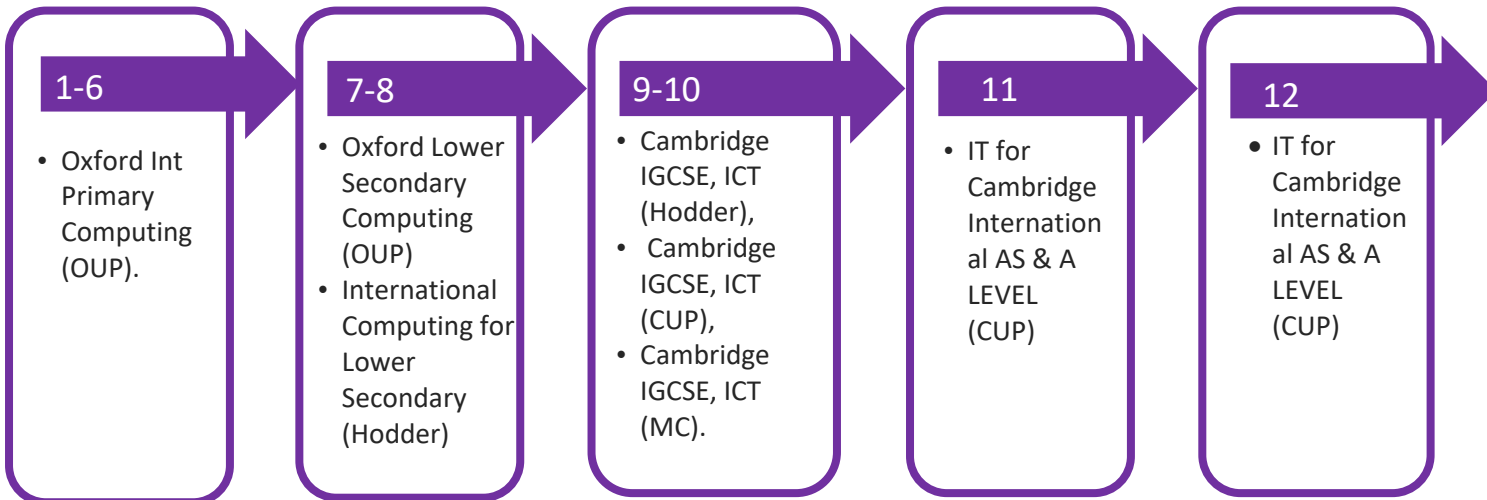 1-6
• Oxford Int
Primary
Computing
(OUP).
7-8
• Oxford Lower
Secondary
Computing
(OUP)
• International
Computing for
Lower
Secondary
(Hodder)
9-10
• Cambridge
IGCSE, ICT
(Hodder),
• Cambridge
IGCSE, ICT
(CUP),
• Cambridge
IGCSE, ICT
(MC).
11
• IT for
Cambridge
Internation
al AS & A
LEVEL
(CUP)
12
• IT for
Cambridge
Internation
al AS & A
LEVEL
(CUP)